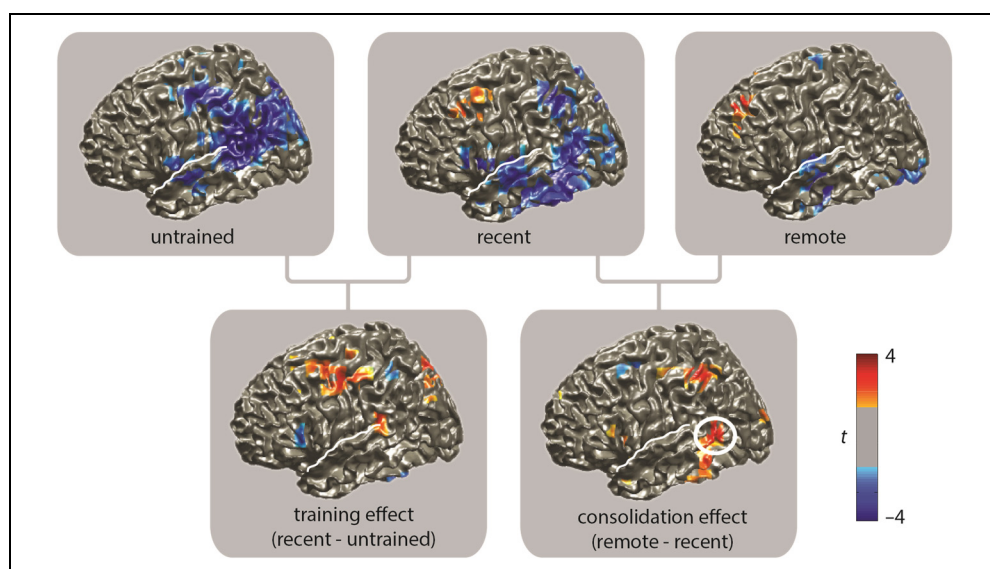 untrained
recent
remote
training effect
(recent - untrained)
consolidation effect
(remote - recent)
4
t
–4